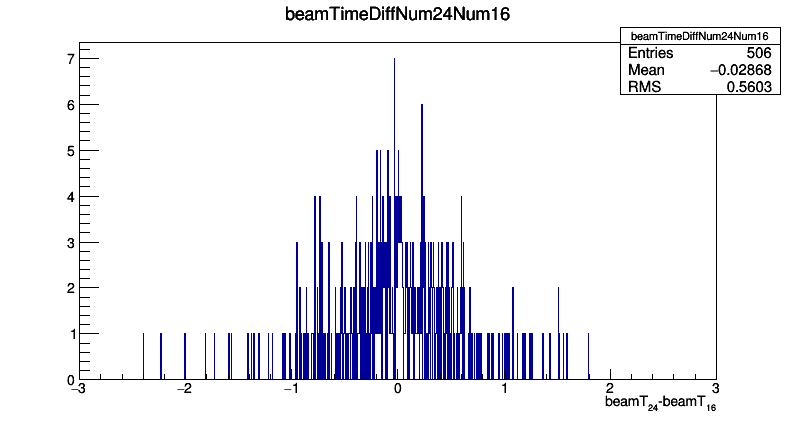 beamTimeDiffNum24Num16
beamTimeDiffNum24Num16
Entries 506
Mean −0.02868
RMS 0.5603
7
6
5
4
3
2
1
0
−3 −2 −1 0 1 2 3
beamT24-beamT16